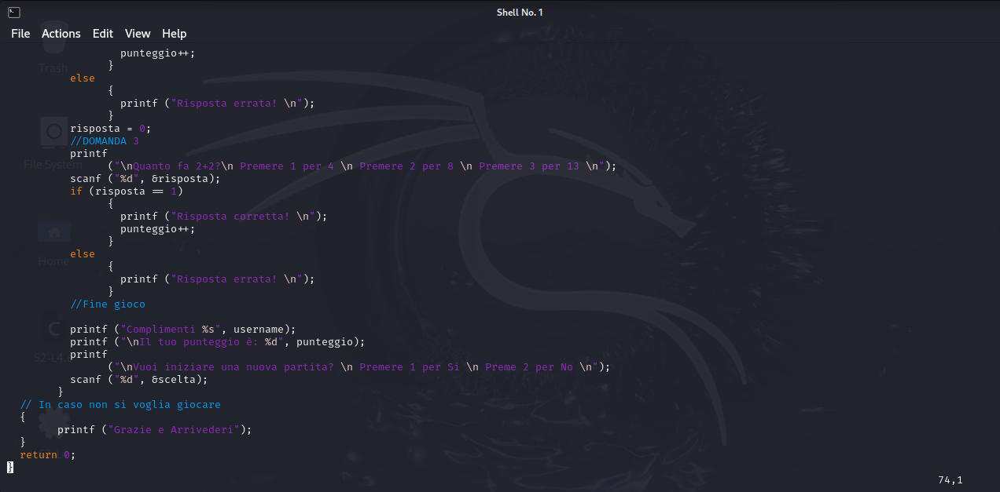 Shell No. 1
File Actions Edit View Help
punteggio++;
}
else
{
printf ("Risposta errata! \n");
}
risposta = 0;
//DOMANDA 3
printf
("\nQuanto fa 2+2?\n Premere 1 per 4 \n Premere 2 per 8 \n Premere 3 per 13 \n");
scanf ("%d", &risposta);
if (risposta == 1)
{
printf ("Risposta corretta! \n");
punteggio++;
}
else
{
printf ("Risposta errata! \n");
}
//Fine gioco
printf ("Complimenti %s", username);
printf ("\nIl tuo punteggio è: %d", punteggio);
printf
("\nVuoi iniziare una nuova partita? \n Premere 1 per Si \n Preme 2 per No \n");
scanf ("%d", &scelta);
}
// In caso non si voglia giocare
{
printf ("Grazie e Arrivederi");
}
return 0;
}
74,1
Trash
File System
Home